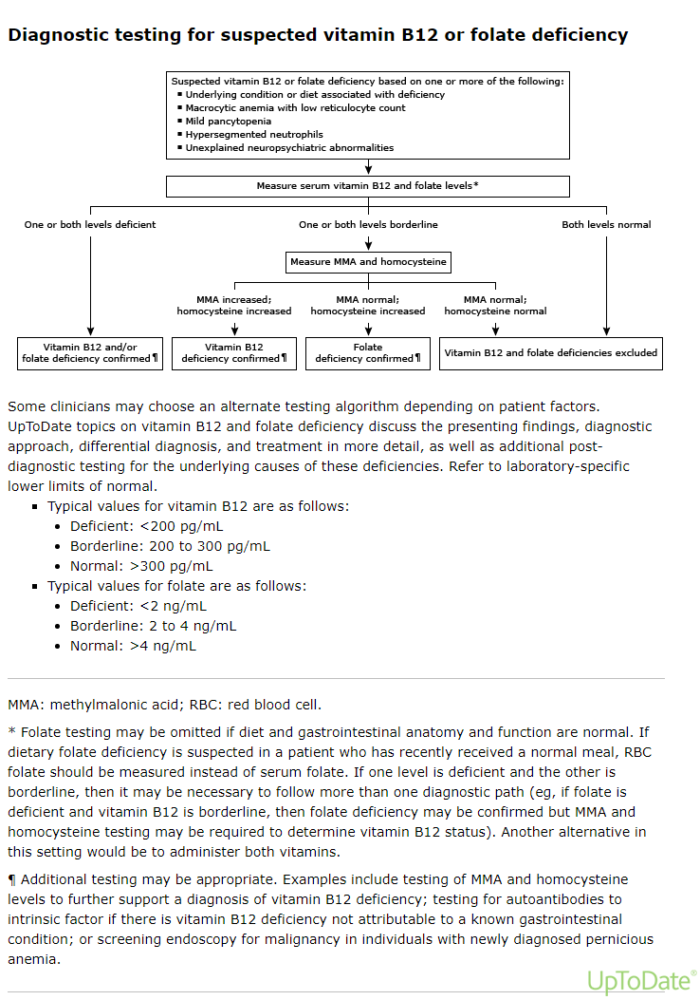 Diagnostic testing for suspected vitamin B12 or folate deficiency
Suspected vitamin B12 or folate deficiency based on one or more of the following:
▪ Underlying condition or diet associated with deficiency
▪ Macrocytic anemia with low reticulocyte count
▪ Mild pancytopenia
▪ Hypersegmented neutrophils
▪ Unexplained neuropsychiatric abnormalities
Measure serum vitamin B12 and folate levels*
One or both levels deficient
One or both levels borderline
Both levels normal
Measure MMA and homocysteine
MMA increased;
homocysteine increased
MMA normal;
homocysteine increased
MMA normal;
homocysteine normal
Vitamin B12 and/or
folate deficiency confirmed¶
Vitamin B12
deficiency confirmed¶
Folate
deficiency confirmed¶
Vitamin B12 and folate deficiencies excluded
Some clinicians may choose an alternate testing algorithm depending on patient factors.
UpToDate topics on vitamin B12 and folate deficiency discuss the presenting findings, diagnostic
approach, differential diagnosis, and treatment in more detail, as well as additional post-
diagnostic testing for the underlying causes of these deficiencies. Refer to laboratory-specific
lower limits of normal.
▪ Typical values for vitamin B12 are as follows:
• Deficient: <200 pg/mL
• Borderline: 200 to 300 pg/mL
• Normal: >300 pg/mL
▪ Typical values for folate are as follows:
• Deficient: <2 ng/mL
• Borderline: 2 to 4 ng/mL
• Normal: >4 ng/mL
MMA: methylmalonic acid; RBC: red blood cell.
* Folate testing may be omitted if diet and gastrointestinal anatomy and function are normal. If
dietary folate deficiency is suspected in a patient who has recently received a normal meal, RBC
folate should be measured instead of serum folate. If one level is deficient and the other is
borderline, then it may be necessary to follow more than one diagnostic path (eg, if folate is
deficient and vitamin B12 is borderline, then folate deficiency may be confirmed but MMA and
homocysteine testing may be required to determine vitamin B12 status). Another alternative in
this setting would be to administer both vitamins.
¶ Additional testing may be appropriate. Examples include testing of MMA and homocysteine
levels to further support a diagnosis of vitamin B12 deficiency; testing for autoantibodies to
intrinsic factor if there is vitamin B12 deficiency not attributable to a known gastrointestinal
condition; or screening endoscopy for malignancy in individuals with newly diagnosed pernicious
anemia.
UpToDate®